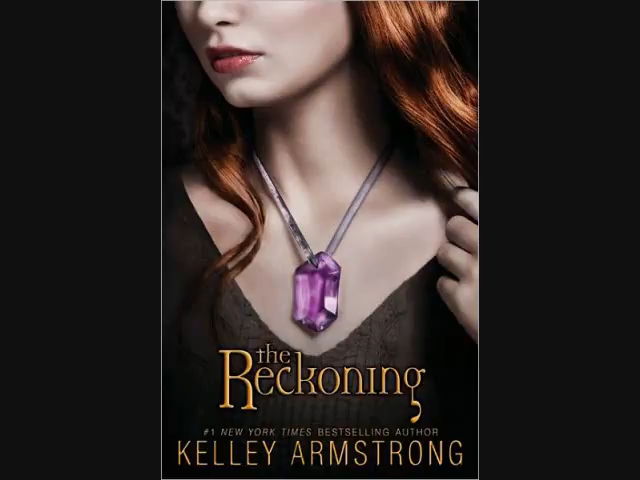 the
Reckoning
#1 NEW YORK TIMES BESTSELLING AUTHOR
KELLEY ARMSTRONG